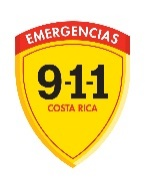 EMERGENCIAS
9-1-1
COSTA RICA